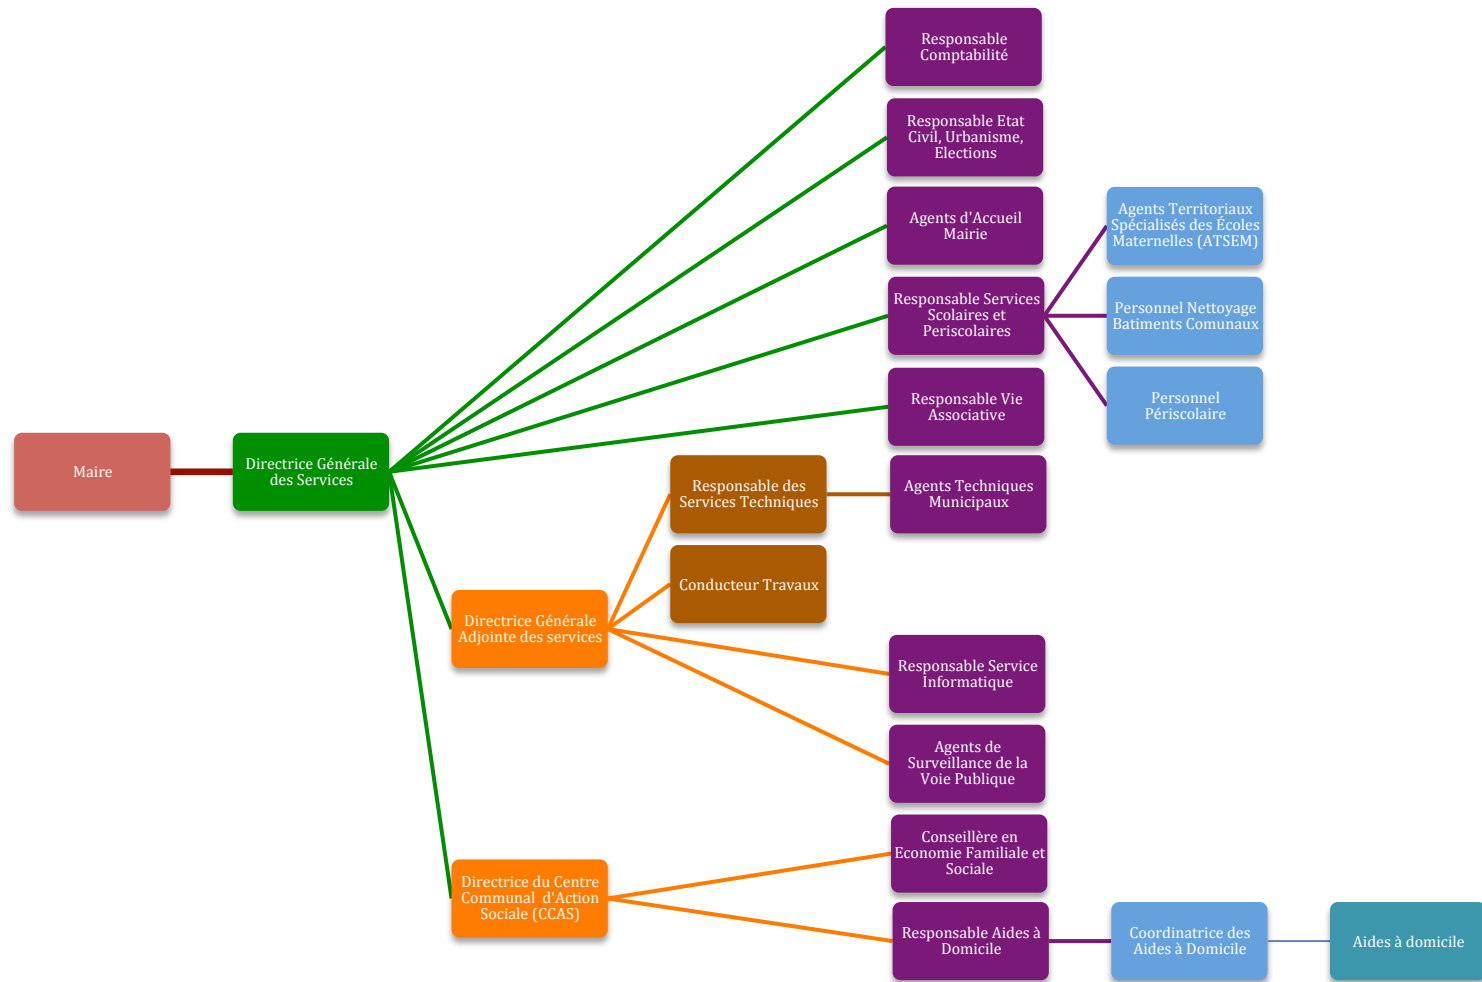 Responsable
Comptabilité
Responsable Etat
Civil, Urbanisme,
Elections
Agents d'Accueil
Mairie
Agents Territoriaux
Spécialisés des Écoles
Maternelles (ATSEM)
Responsable Services
Scolaires et
Periscolaires
Personnel Nettoyage
Batiments Comunaux
Responsable Vie
Associative
Personnel
Périscolaire
Maire
Directrice Générale
des Services
Responsable des
Services Techniques
Agents Techniques
Municipaux
Conducteur Travaux
Directrice Générale
Adjointe des services
Responsable Service
Informatique
Agents de
Surveillance de la
Voie Publique
Conseillère en
Economie Familiale et
Sociale
Directrice du Centre
Communal d'Action
Sociale (CCAS)
Responsable Aides à
Domicile
Coordinatrice des
Aides à Domicile
Aides à domicile